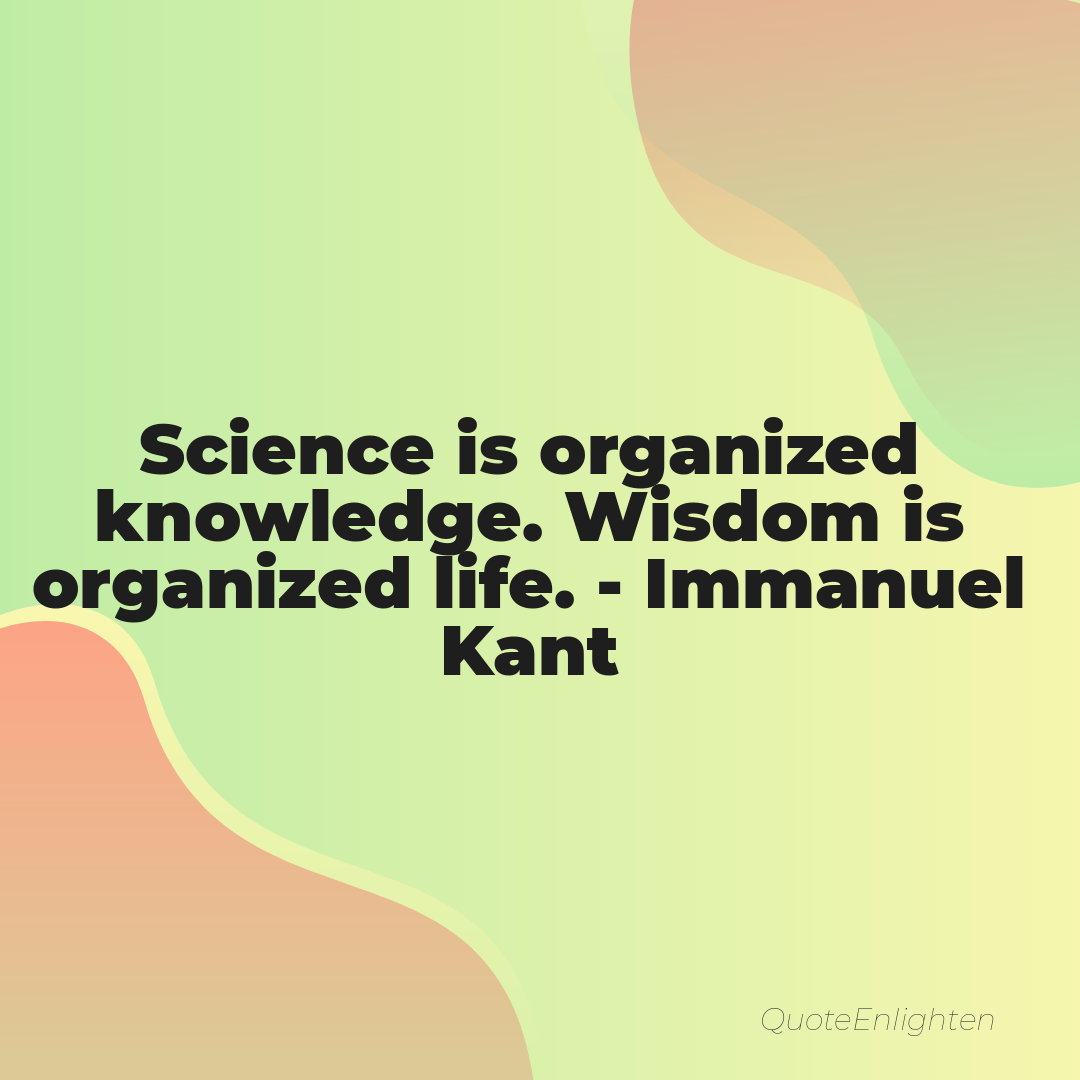 Science is organized
knowledge. Wisdom is
organized life. - Immanuel
Kant
QuoteEnlighten